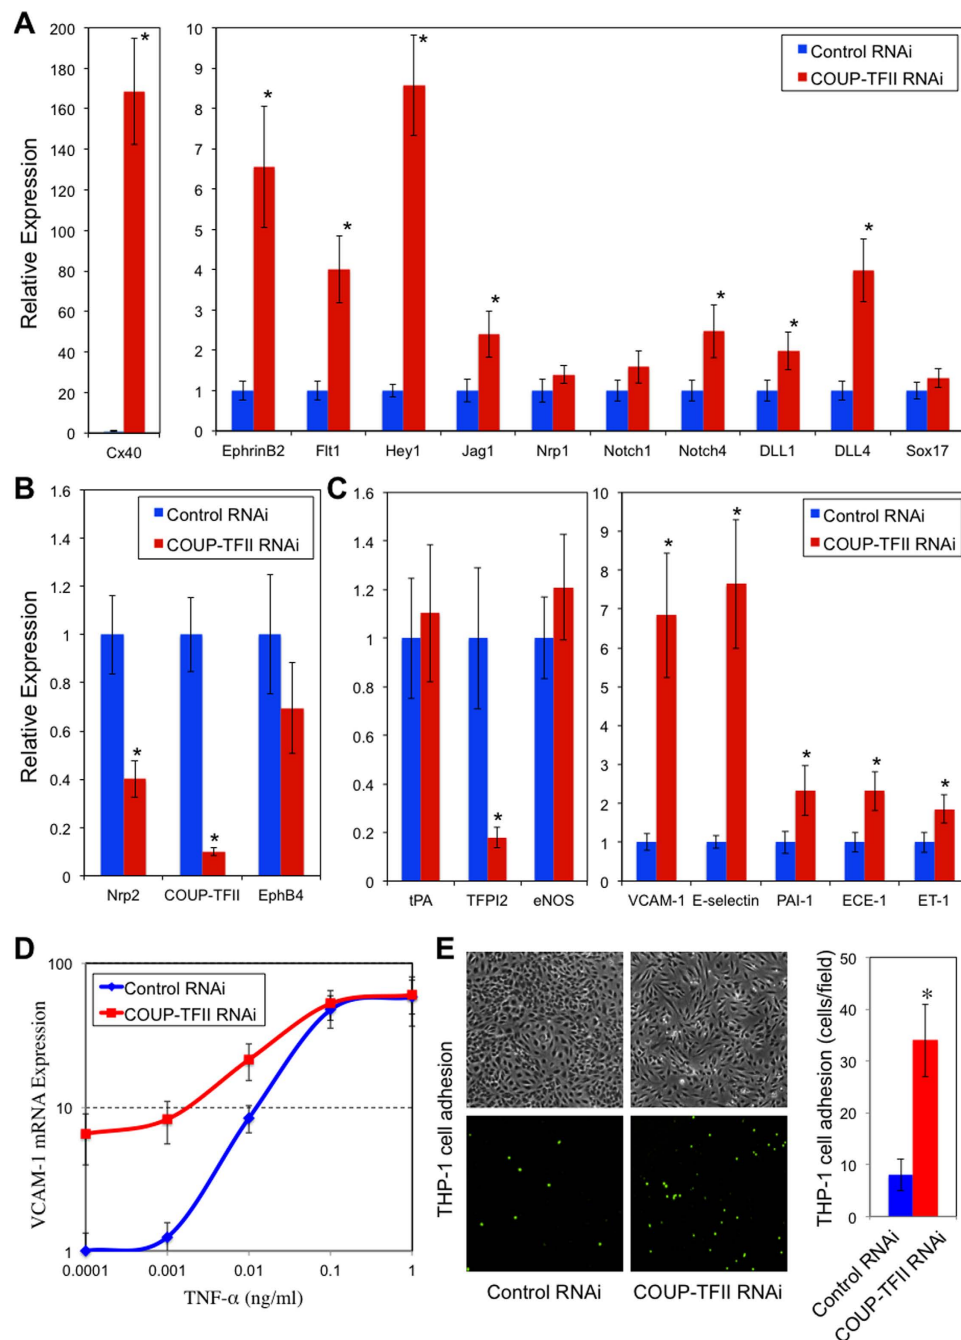 A
Relative Expression
200
180
160
140
120
100
80
60
40
20
0
*
Cx40
10
9
8
7
6
5
4
3
2
1
0
Control RNAi
COUP-TFII RNAi
* * * * * * *
EphrinB2 Flt1 Hey1 Jag1 Nrp1 Notch1 Notch4 DLL1 DLL4 Sox17
B
Relative Expression
1.6
1.4
1.2
1
0.8
0.6
0.4
0.2
0
Control RNAi
COUP-TFII RNAi
* *
Nrp2 COUP-TFII EphB4
C
1.6
1.4
1.2
1
0.8
0.6
0.4
0.2
0
*
tPA TFPI2 eNOS
10
9
8
7
6
5
4
3
2
1
0
Control RNAi
COUP-TFII RNAi
* * * * *
VCAM-1 E-selectin PAI-1 ECE-1 ET-1
D
VCAM-1 mRNA Expression
100
10
1
Control RNAi
COUP-TFII RNAi
0.0001 0.001 0.01 0.1 1
TNF-α (ng/ml)
E
THP-1 cell adhesion
Control RNAi COUP-TFII RNAi
THP-1 cell adhesion (cells/field)
50
40
30
20
10
0
*
Control RNAi
COUP-TFII RNAi